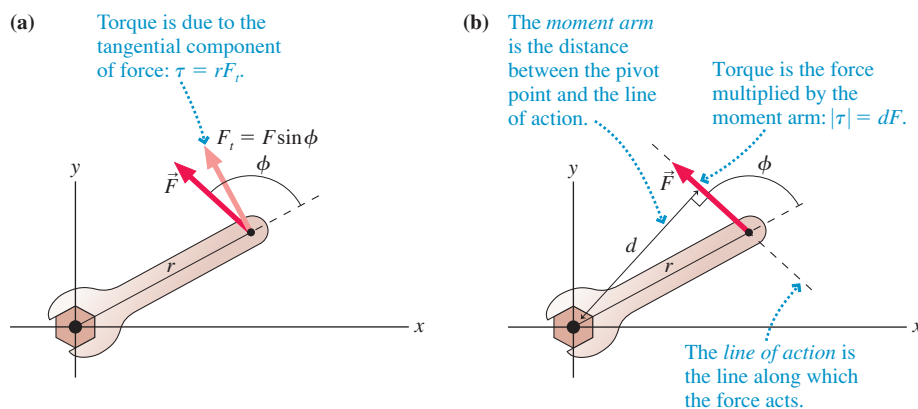 (a)
Torque is due to the
tangential component
of force: τ = rFₜ.
Fₜ = F sin ϕ
ϕ
F⃗
y
r
x
(b)
The moment arm
is the distance
between the pivot
point and the line
of action.
Torque is the force
multiplied by the
moment arm: |τ| = dF.
y
F⃗
ϕ
d
r
x
The line of action is
the line along which
the force acts.